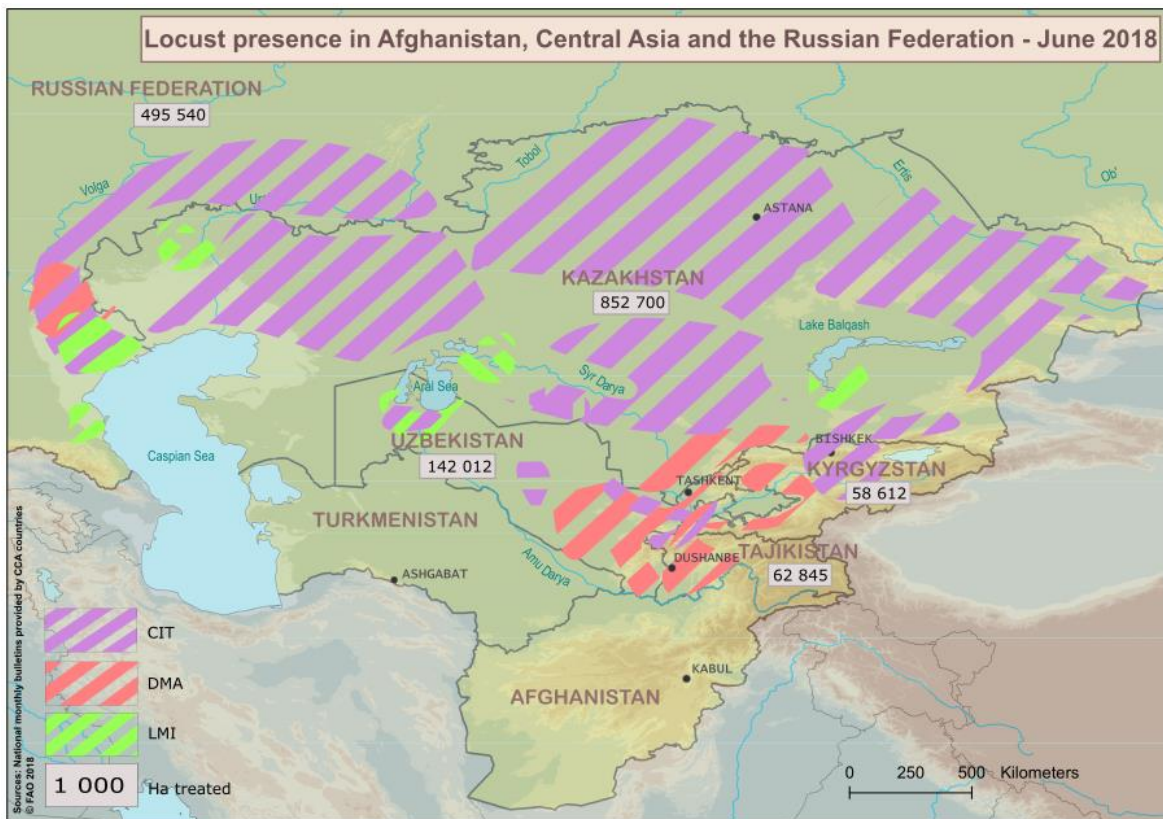 Locust presence in Afghanistan, Central Asia and the Russian Federation - June 2018
RUSSIAN FEDERATION
495 540
Tobol
Ertis
Ob'
Volga
ASTANA
KAZAKHSTAN
852 700
Lake Balqash
Syr Darya
Aral Sea
UZBEKISTAN
142 012
BISHKEK
KYRGYZSTAN
58 612
Caspian Sea
TASHKENT
TURKMENISTAN
TAJIKISTAN
62 845
DUSHANBE
Amu Darya
ASHGABAT
KABUL
AFGHANISTAN
CIT
DMA
LMI
1 000 Ha treated
0 250 500 Kilometers
Sources: National monthly bulletins provided by CCA countries
© FAO 2018